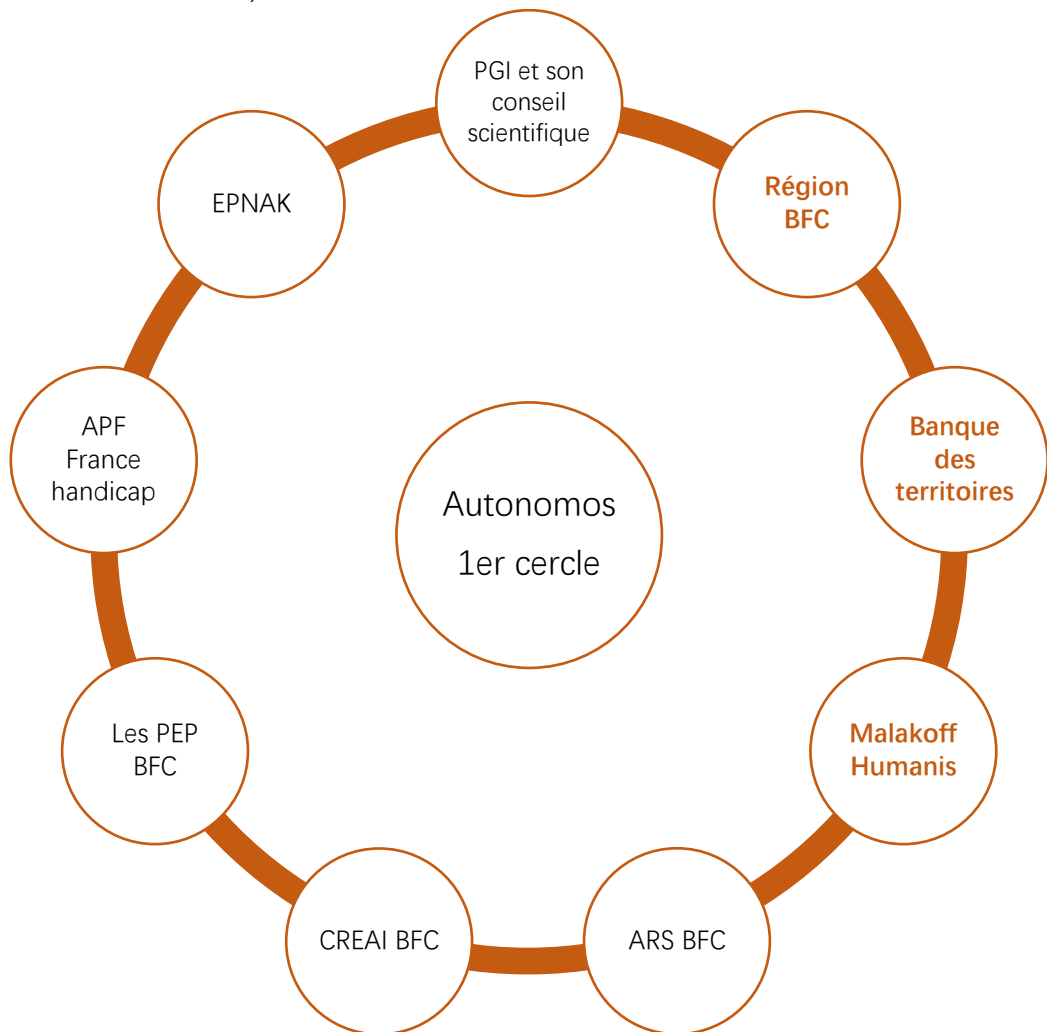 PGI et son
conseil
scientifique
Région
BFC
Banque
des
territoires
Malakoff
Humanis
ARS BFC
CREAI BFC
Les PEP
BFC
APF
France
handicap
EPNAK
Autonomos
1er cercle